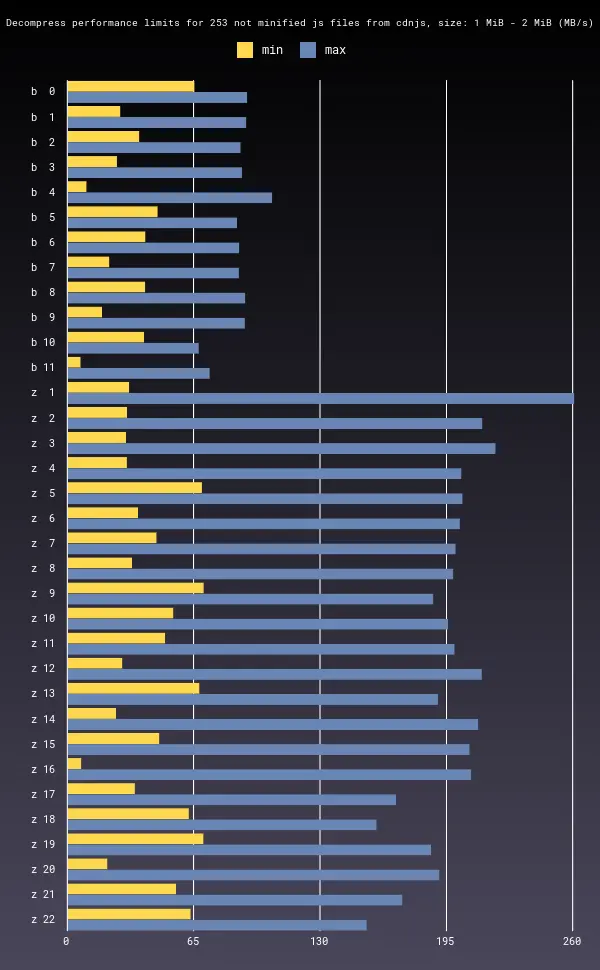 Decompress performance limits for 253 not minified js files from cdnjs, size: 1 MiB - 2 MiB (MB/s)
min max
b 0
b 1
b 2
b 3
b 4
b 5
b 6
b 7
b 8
b 9
b 10
b 11
z 1
z 2
z 3
z 4
z 5
z 6
z 7
z 8
z 9
z 10
z 11
z 12
z 13
z 14
z 15
z 16
z 17
z 18
z 19
z 20
z 21
z 22
0 65 130 195 260